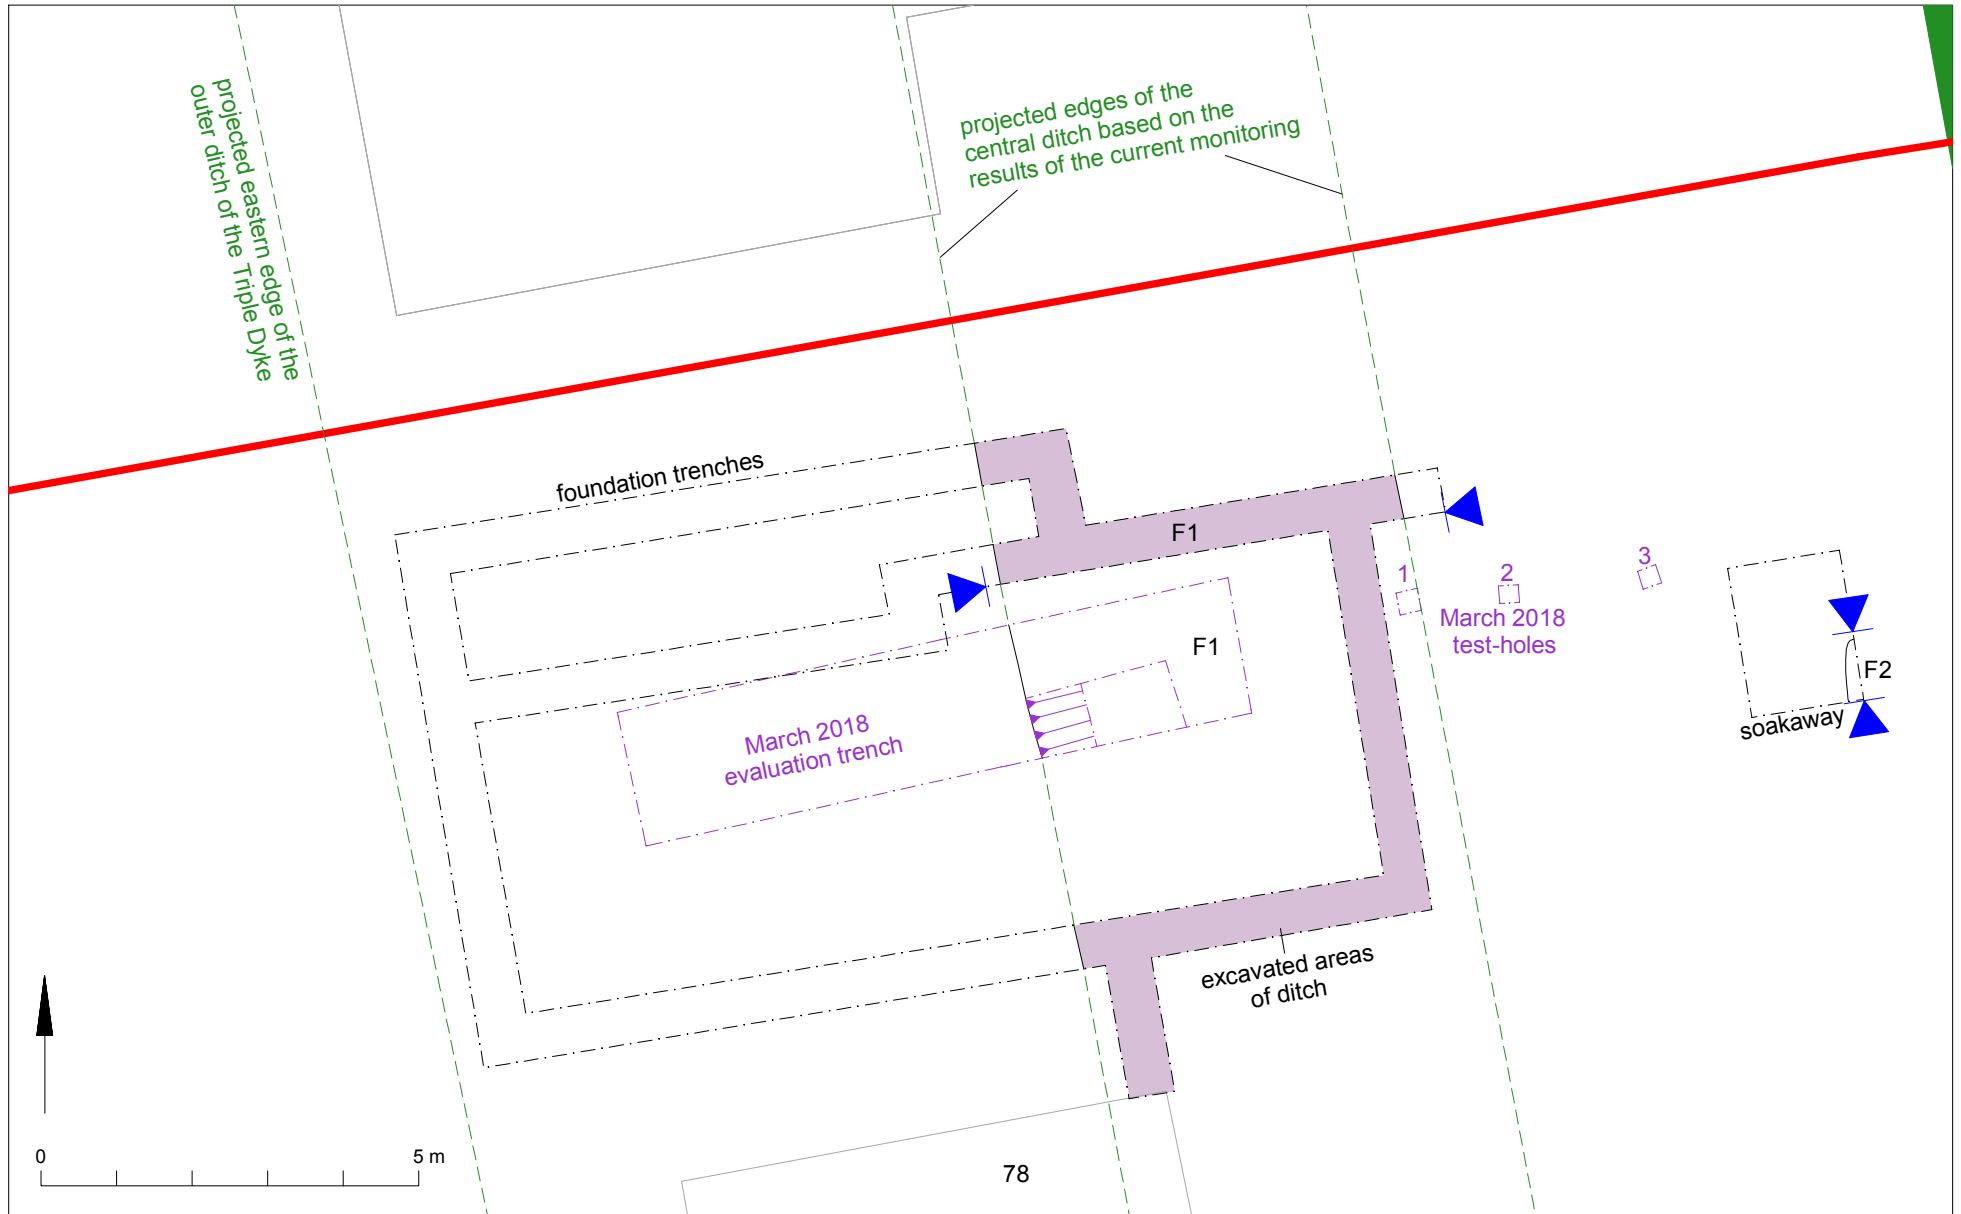 projected eastern edge of the
outer ditch of the Triple Dyke
projected edges of the
central ditch based on the
results of the current monitoring
foundation trenches
F1
1
2
3
March 2018
test-holes
F1
F2
soakaway
March 2018
evaluation trench
excavated areas
of ditch
0
5 m
78